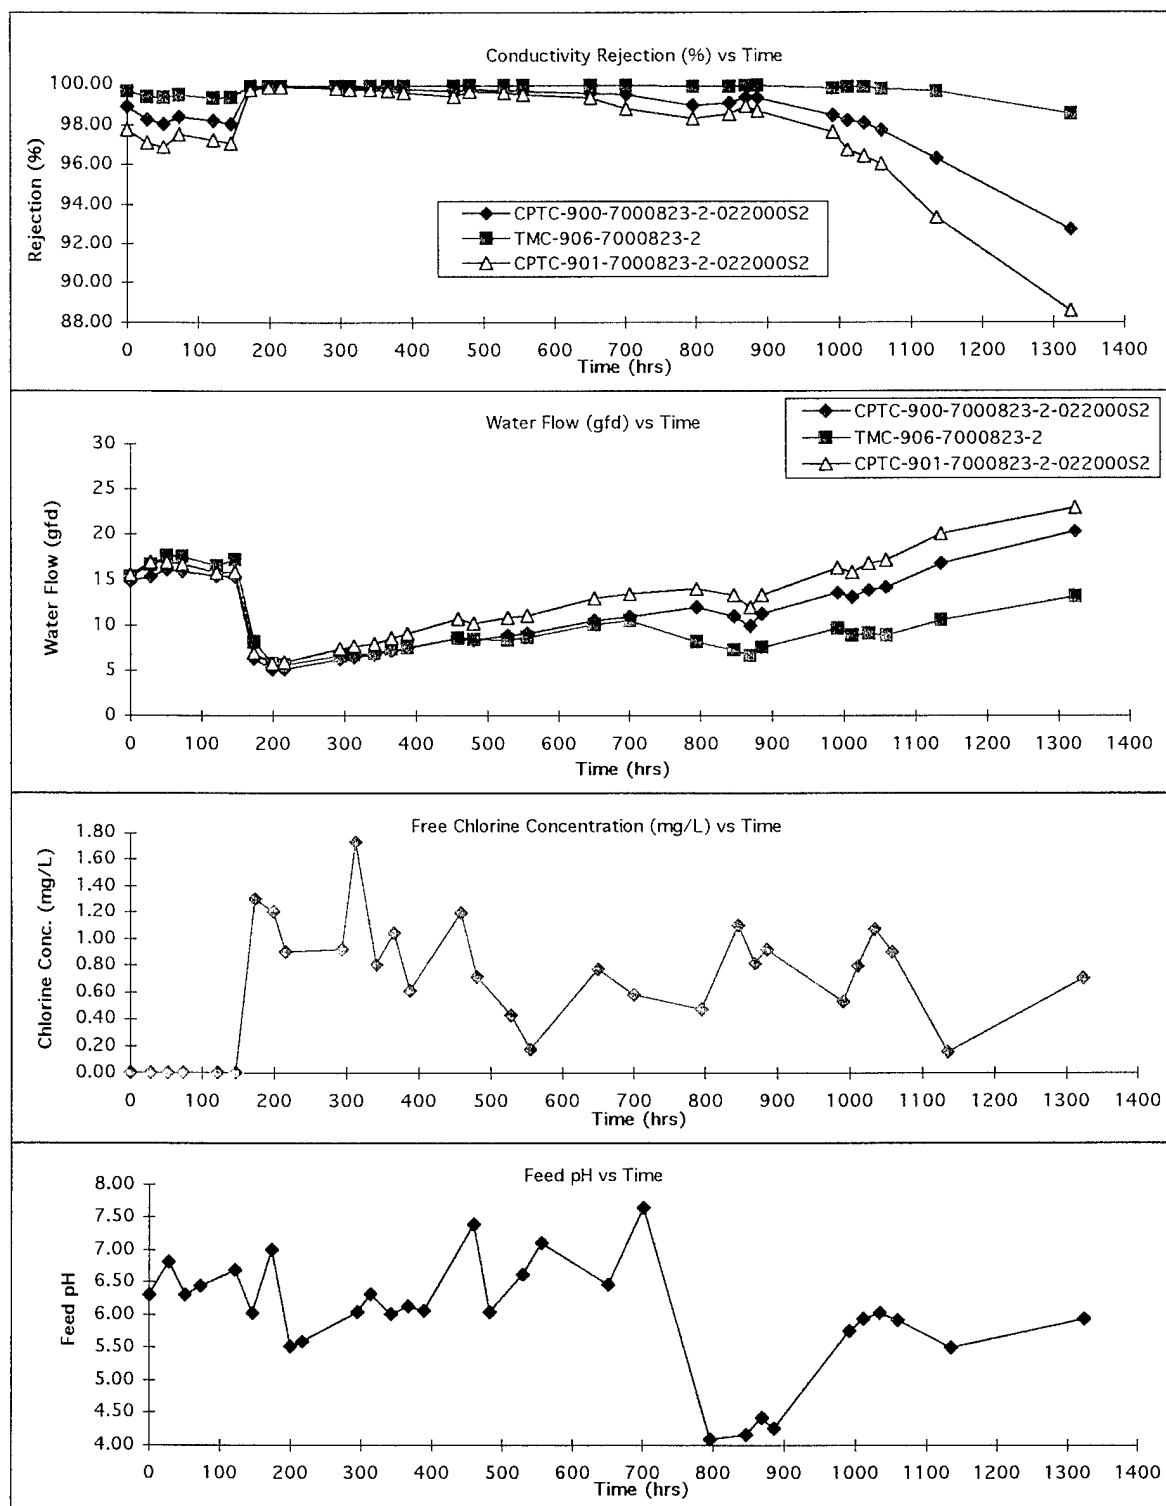 Conductivity Rejection (%) vs Time
100.00
98.00
96.00
94.00
92.00
90.00
88.00
Rejection (%)
CPTC-900-7000823-2-022000S2
TMC-906-7000823-2
CPTC-901-7000823-2-022000S2
0 100 200 300 400 500 600 700 800 900 1000 1100 1200 1300 1400
Time (hrs)
Water Flow (gfd) vs Time
CPTC-900-7000823-2-022000S2
TMC-906-7000823-2
CPTC-901-7000823-2-022000S2
30
25
20
15
10
5
0
Water Flow (gfd)
0 100 200 300 400 500 600 700 800 900 1000 1100 1200 1300 1400
Time (hrs)
Free Chlorine Concentration (mg/L) vs Time
1.80
1.60
1.40
1.20
1.00
0.80
0.60
0.40
0.20
0.00
Chlorine Conc. (mg/L)
0 100 200 300 400 500 600 700 800 900 1000 1100 1200 1300 1400
Time (hrs)
Feed pH vs Time
8.00
7.50
7.00
6.50
6.00
5.50
5.00
4.50
4.00
Feed pH
0 100 200 300 400 500 600 700 800 900 1000 1100 1200 1300 1400
Time (hrs)